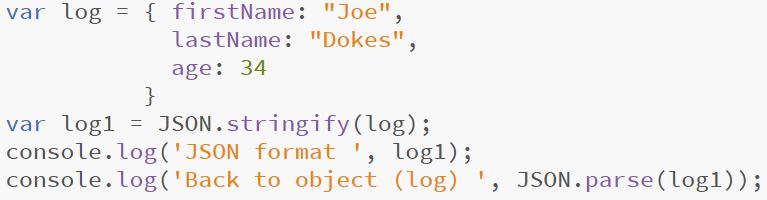 var log = { firstName: "Joe",
            lastName: "Dokes",
            age: 34
          }
var log1 = JSON.stringify(log);
console.log('JSON format ', log1);
console.log('Back to object (log) ', JSON.parse(log1));